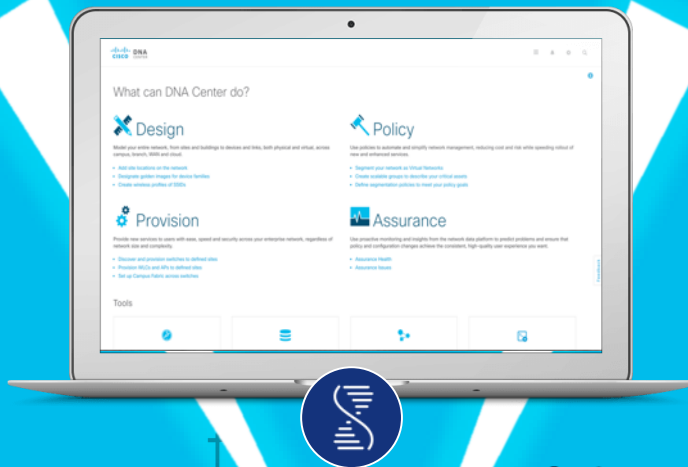 CISCO DNA
CENTER
What can DNA Center do?
Design
Model your entire network, from sites and buildings to devices and links, both physical and virtual, across
campus, branch, WAN and cloud.
Add site locations on the network
Designate golden images for device families
Create wireless profiles of SSIDs
Policy
Use policies to automate and simplify network management, reducing cost and risk while speeding rollout of
new and enhanced services.
Segment your network as Virtual Networks
Create scalable groups to describe your critical assets
Define segmentation policies to meet your policy goals
Provision
Provide new services to users with ease, speed and security across your enterprise network, regardless of
network size and complexity.
Discover and provision switches to defined sites
Provision WLCs and APs to defined sites
Set up Campus Fabric across switches
Assurance
Use proactive monitoring and insights from the network data platform to predict problems and ensure that
policy and configuration changes achieve the consistent, high-quality user experience you want.
Assurance Health
Assurance Issues
Feedback
Tools